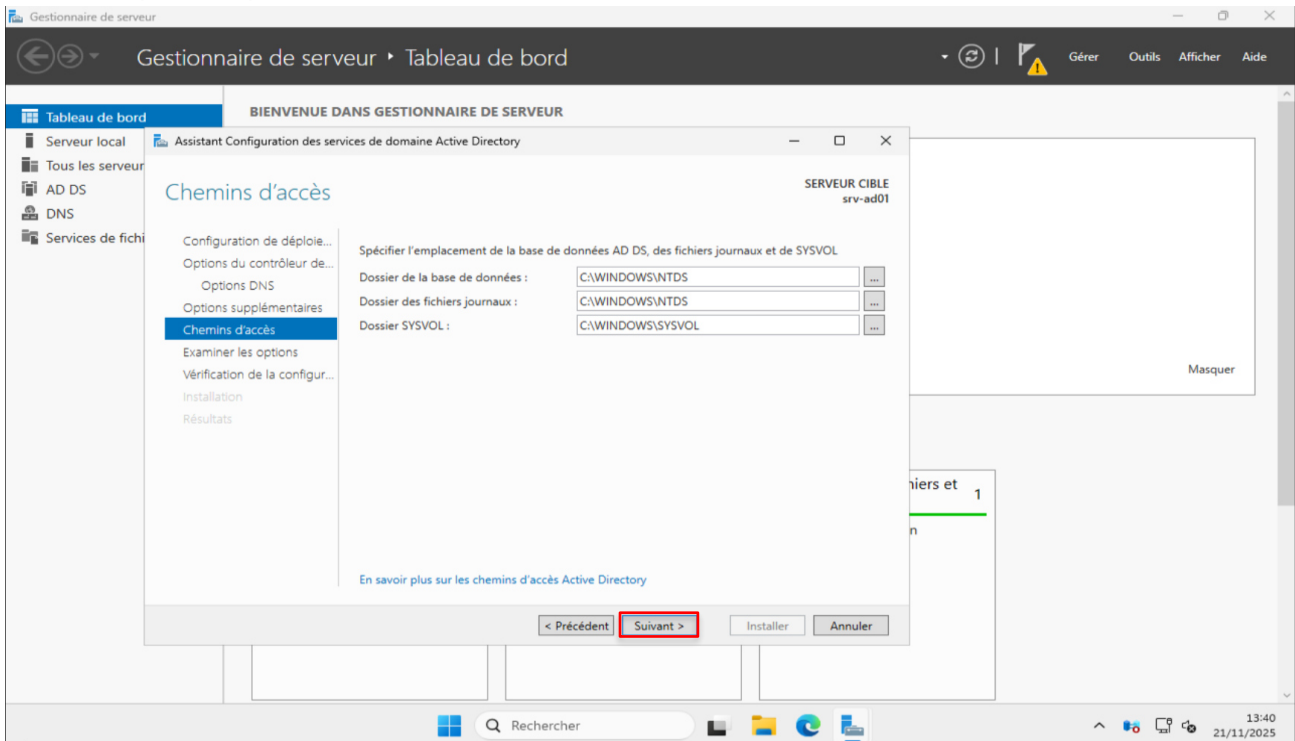 Gestionnaire de serveur
Gestionnaire de serveur ‣ Tableau de bord
Gérer Outils Afficher Aide
Tableau de bord
Serveur local
Tous les serveur
AD DS
DNS
Services de fichi
BIENVENUE DANS GESTIONNAIRE DE SERVEUR
Assistant Configuration des services de domaine Active Directory
Chemins d'accès
SERVEUR CIBLE
srv-ad01
Configuration de déploie...
Options du contrôleur de...
Options DNS
Options supplémentaires
Chemins d'accès
Examiner les options
Vérification de la configur...
Installation
Résultats
Spécifier l'emplacement de la base de données AD DS, des fichiers journaux et de SYSVOL
Dossier de la base de données : C:\WINDOWS\NTDS ...
Dossier des fichiers journaux : C:\WINDOWS\NTDS ...
Dossier SYSVOL : C:\WINDOWS\SYSVOL ...
En savoir plus sur les chemins d'accès Active Directory
< Précédent Suivant > Installer Annuler
Masquer
hiers et 1
n
Rechercher
13:40
21/11/2025